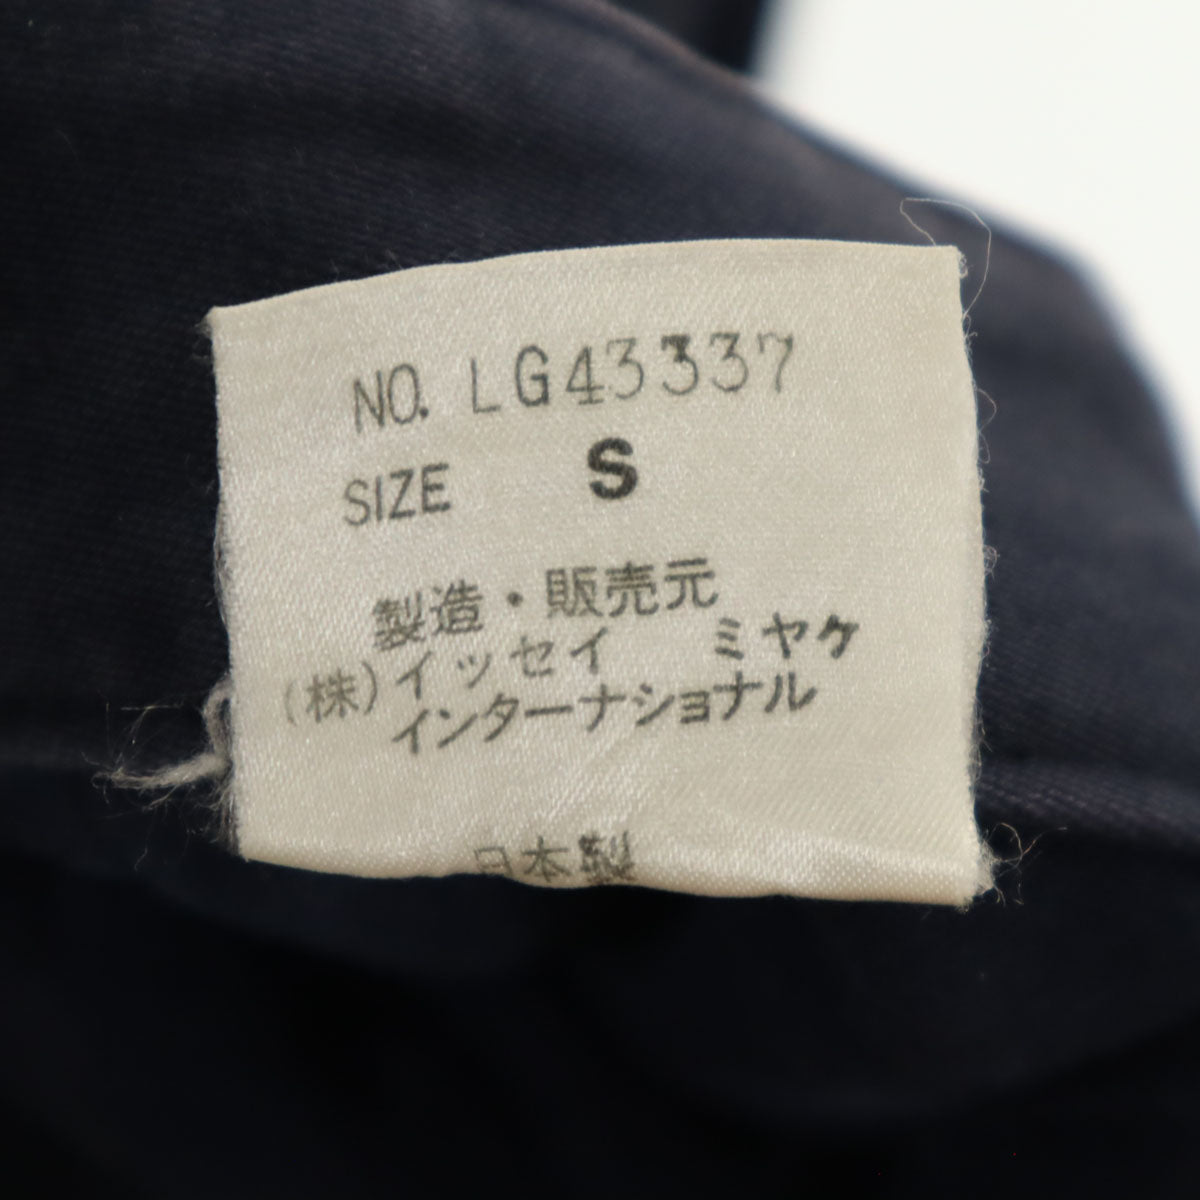 NO. LG43337
SIZE S
製造・販売元
(株)イッセイ ミヤケ
インターナショナル
日本製